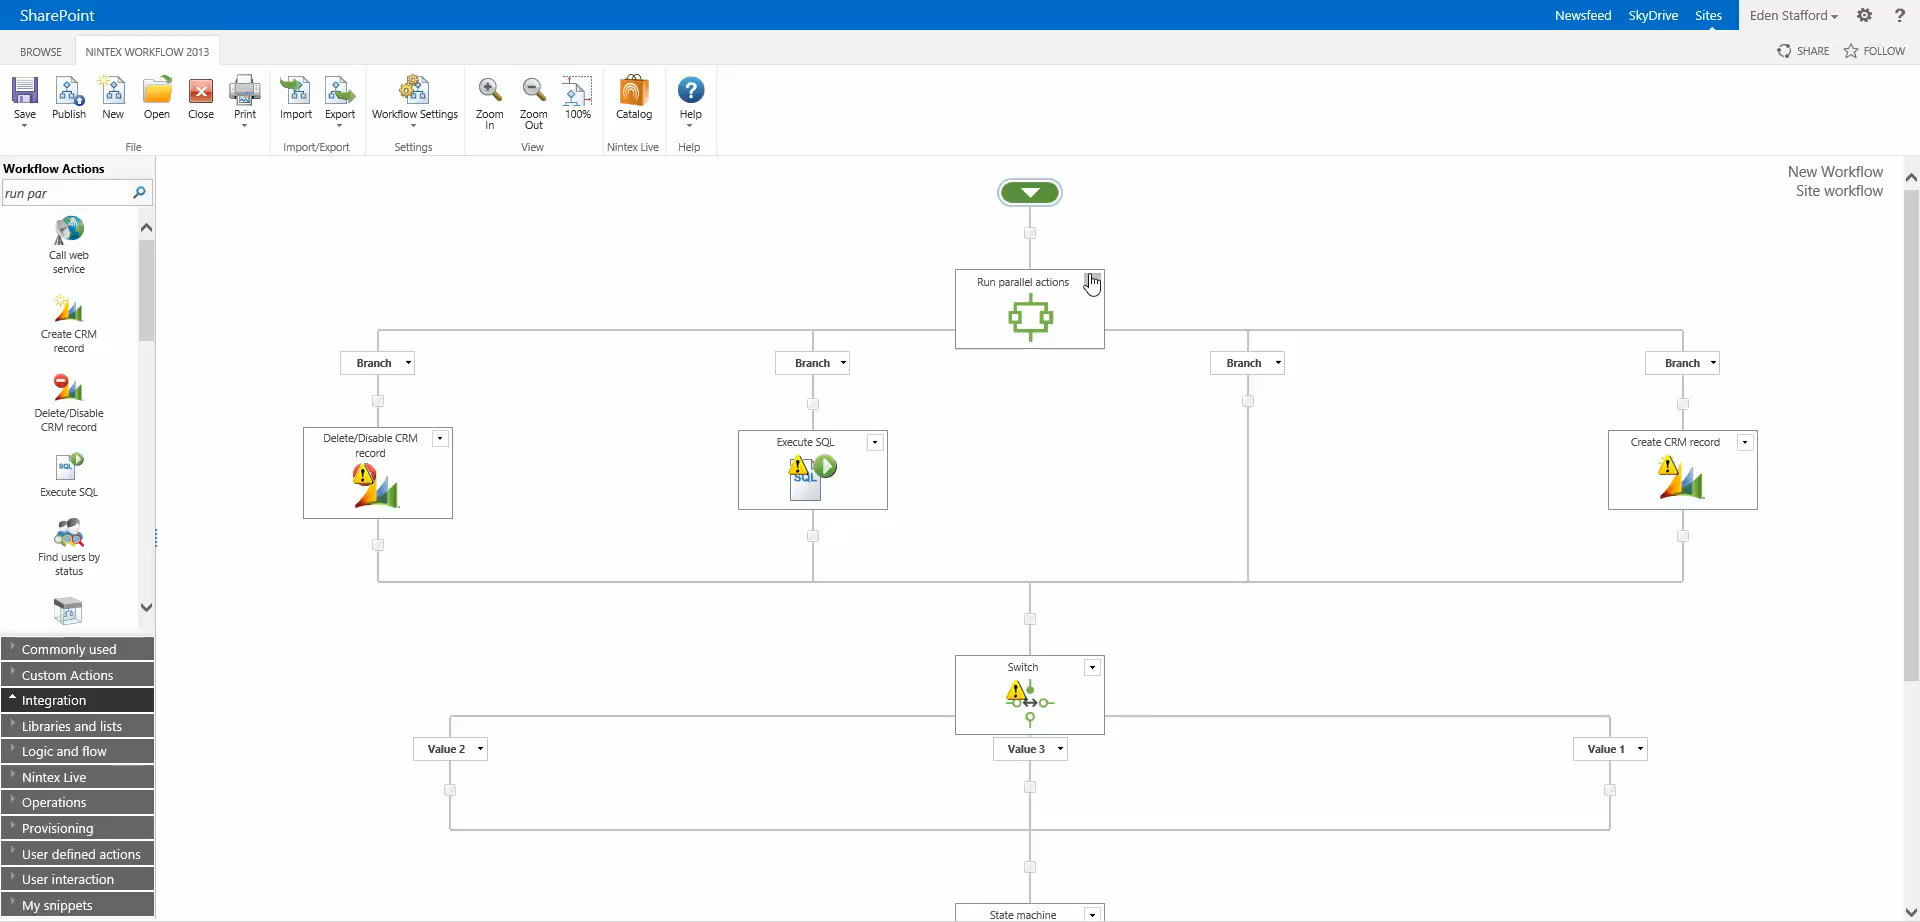 SharePoint
Newsfeed SkyDrive Sites Eden Stafford ?
BROWSE NINTEX WORKFLOW 2013
SHARE FOLLOW
Save Publish New Open Close Print Import Export Workflow Settings Zoom In Zoom Out 100% Catalog Help
File Import/Export Settings View Nintex Live Help
Workflow Actions
run par
Call web
service
Create CRM
record
Delete/Disable
CRM record
SQL
Execute SQL
Find users by
status
Commonly used
Custom Actions
Integration
Libraries and lists
Logic and flow
Nintex Live
Operations
Provisioning
User defined actions
User interaction
My snippets
New Workflow
Site workflow
Run parallel actions
Branch Branch Branch Branch
Delete/Disable CRM
record
Execute SQL
SQL
Create CRM record
Switch
Value 2 Value 3 Value 1
State machine